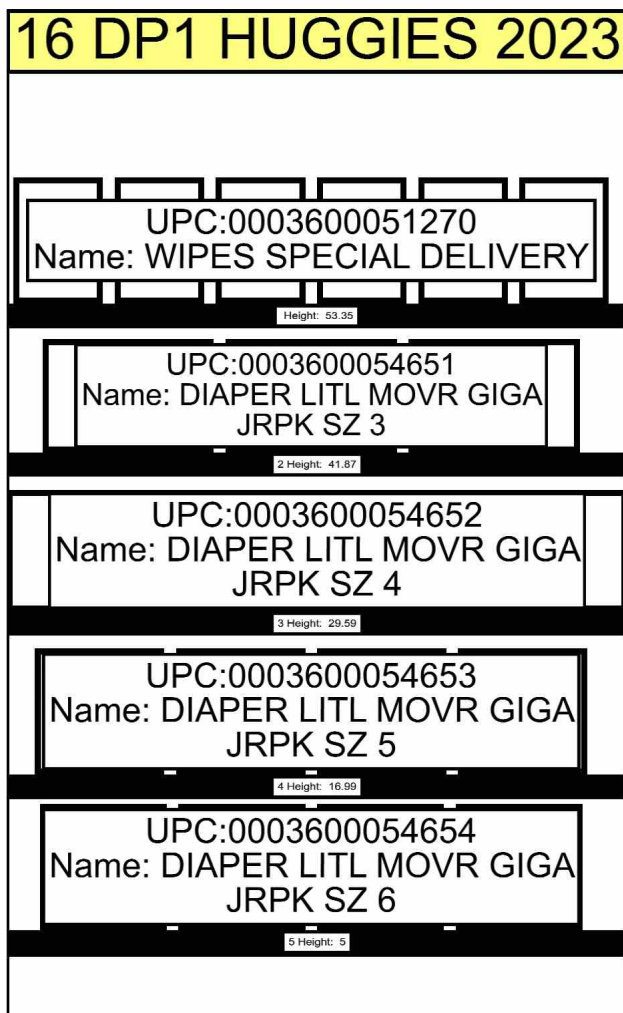 16 DP1 HUGGIES 2023
UPC:0003600051270
Name: WIPES SPECIAL DELIVERY
Height: 53.35
UPC:0003600054651
Name: DIAPER LITL MOVR GIGA
JRPK SZ 3
2 Height: 41.87
UPC:0003600054652
Name: DIAPER LITL MOVR GIGA
JRPK SZ 4
3 Height: 29.59
UPC:0003600054653
Name: DIAPER LITL MOVR GIGA
JRPK SZ 5
4 Height: 16.99
UPC:0003600054654
Name: DIAPER LITL MOVR GIGA
JRPK SZ 6
5 Height: 5